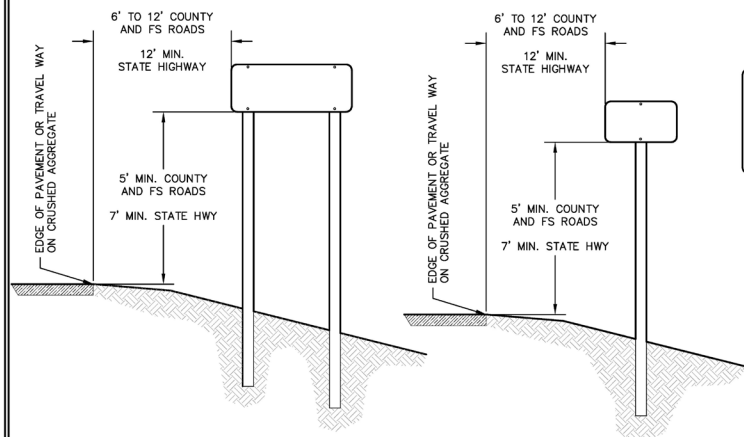 6' TO 12' COUNTY
AND FS ROADS
12' MIN.
STATE HIGHWAY
EDGE OF PAVEMENT OR TRAVEL WAY
ON CRUSHED AGGREGATE
5' MIN. COUNTY
AND FS ROADS
7' MIN. STATE HWY
6' TO 12' COUNTY
AND FS ROADS
12' MIN.
STATE HIGHWAY
EDGE OF PAVEMENT OR TRAVEL WAY
ON CRUSHED AGGREGATE
5' MIN. COUNTY
AND FS ROADS
7' MIN. STATE HWY